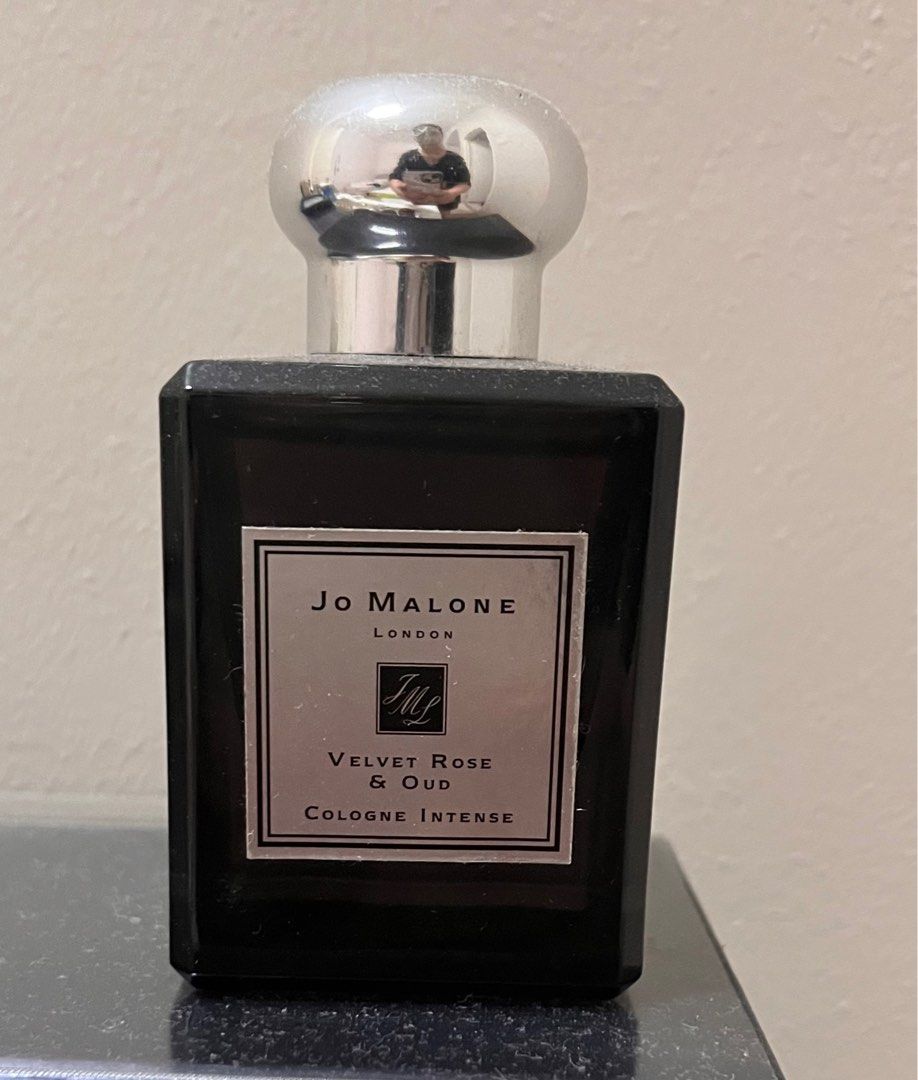 Jo Malone
London
JML
Velvet Rose
& Oud
Cologne Intense